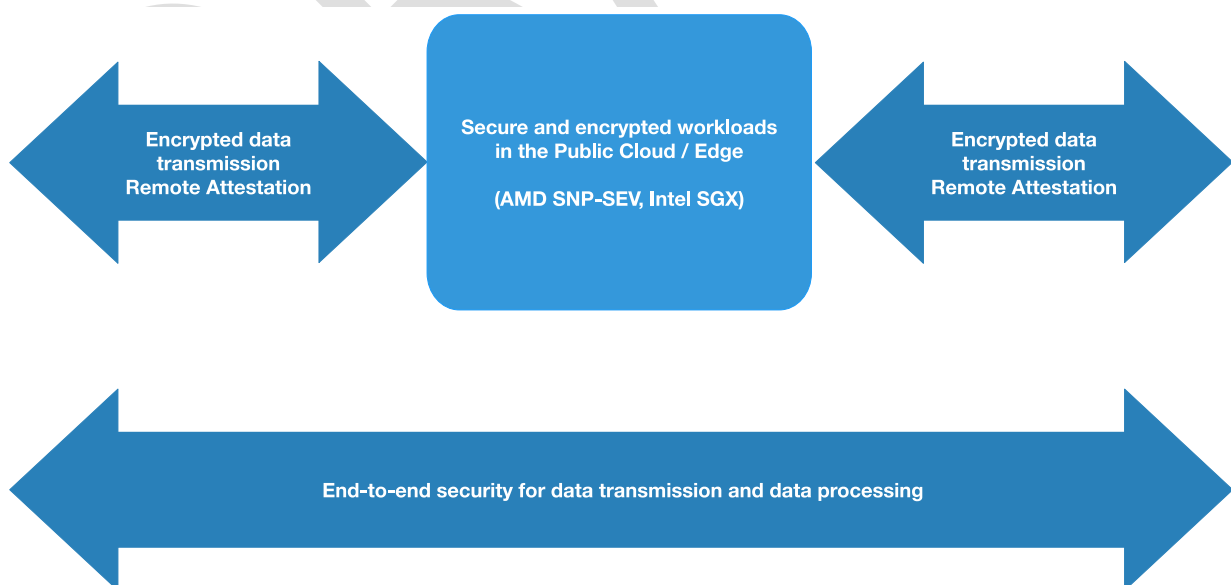 Encrypted data
transmission
Remote Attestation
Secure and encrypted workloads
in the Public Cloud / Edge
(AMD SNP-SEV, Intel SGX)
Encrypted data
transmission
Remote Attestation
End-to-end security for data transmission and data processing